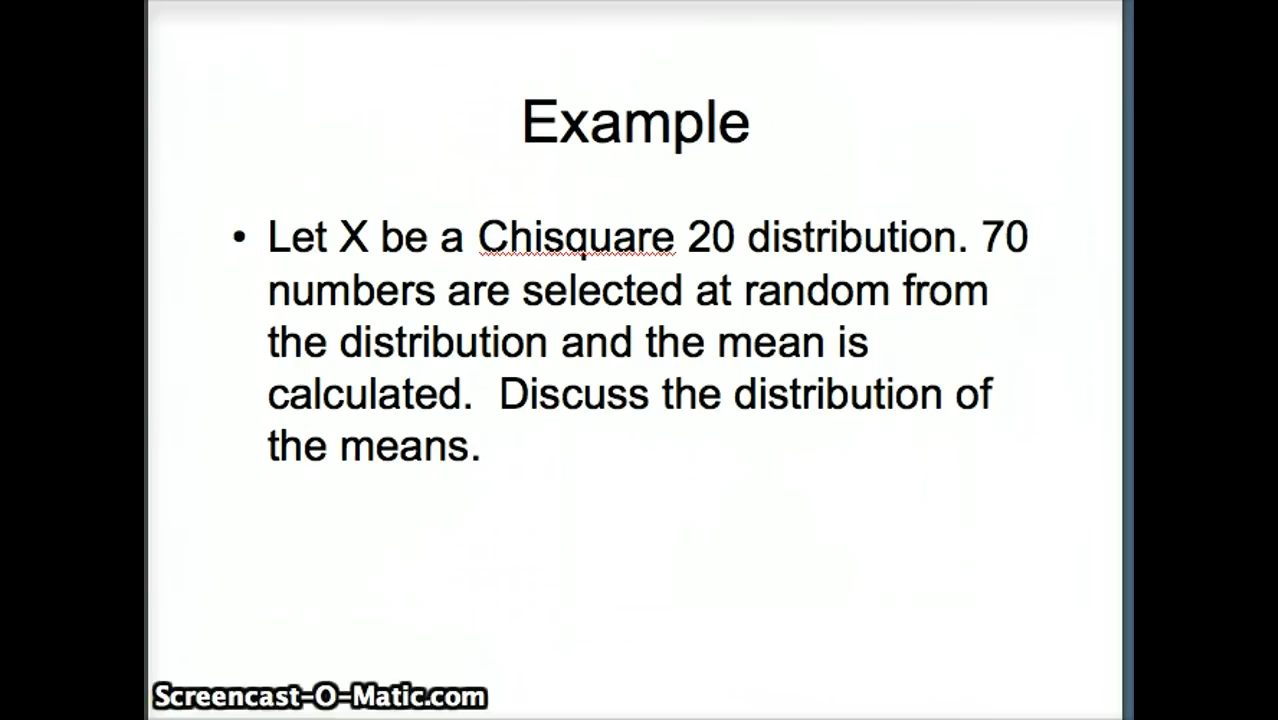 Example
• Let X be a Chisquare 20 distribution. 70
numbers are selected at random from
the distribution and the mean is
calculated.  Discuss the distribution of
the means.
Screencast-O-Matic.com